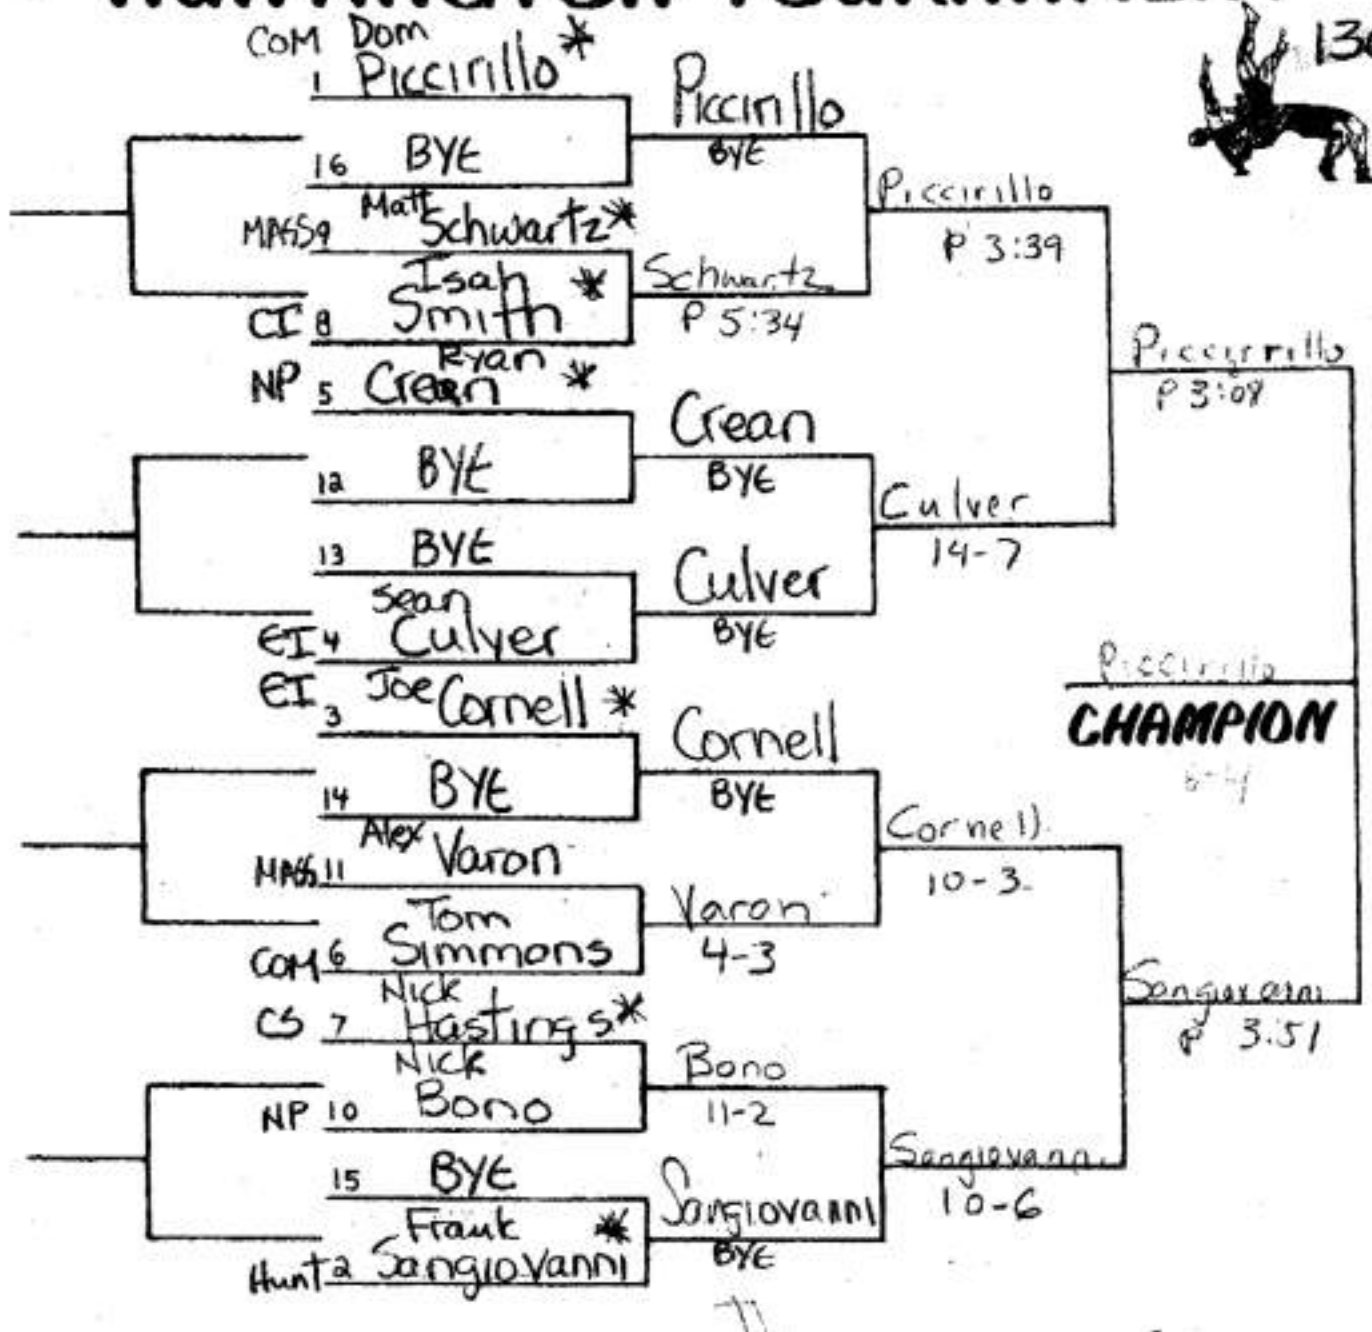 COM Dom
1 Piccirillo *
16 BYE
MASS 9 Matt Schwartz *
Isah *
CI 8 Smith
Ryan
NP 5 Crean *
12 BYE
13 BYE
Sean
EI 4 Culver
EI 3 Joe Cornell *
14 BYE
MASS 11 Alex Varon
Tom
COM 6 Simmons
Nick
CS 7 Hastings *
Nick
NP 10 Bono
15 BYE
Frank *
Hunt 2 Sangiovanni
Piccirillo
BYE
Schwartz
P 5:34
Crean
BYE
Culver
BYE
Cornell
BYE
Varon
4-3
Bono
11-2
Sangiovanni
BYE
Piccirillo
P 3:39
Culver
14-7
Cornell
10-3
Sangiovanni
10-6
Piccirillo
P 3:08
Sangiovanni
P 3:51
Piccirillo
CHAMPION